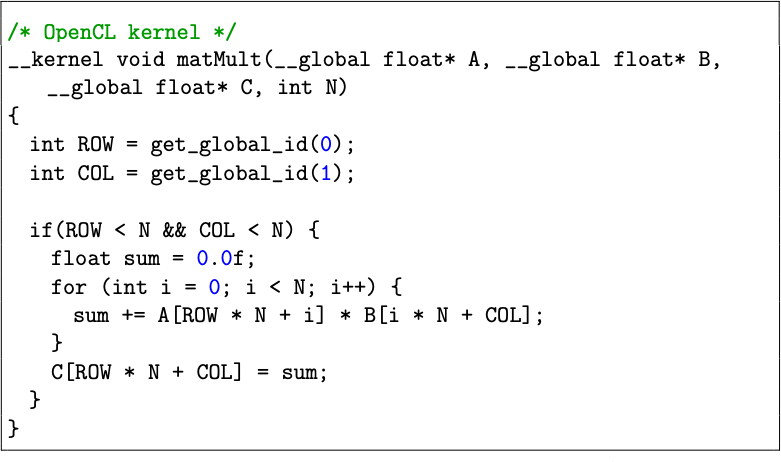 /* OpenCL kernel */
__kernel void matMult(__global float* A, __global float* B,
__global float* C, int N)
{
int ROW = get_global_id(0);
int COL = get_global_id(1);
if(ROW < N && COL < N) {
float sum = 0.0f;
for (int i = 0; i < N; i++) {
sum += A[ROW * N + i] * B[i * N + COL];
}
C[ROW * N + COL] = sum;
}
}